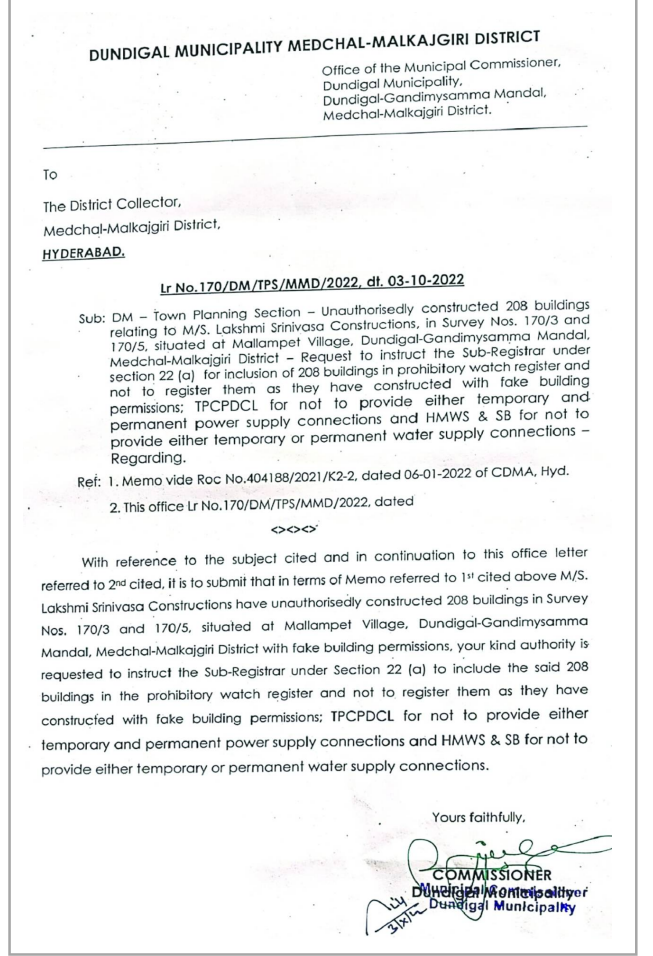 DUNDIGAL MUNICIPALITY MEDCHAL-MALKAJGIRI DISTRICT
Office of the Municipal Commissioner,
Dundigal Municipality,
Dundigal-Gandimysamma Mandal,
Medchal-Malkajgiri District.
To
The District Collector,
Medchal-Malkajgiri District,
HYDERABAD.
Lr No.170/DM/TPS/MMD/2022, dt. 03-10-2022
Sub: DM – Town Planning Section – Unauthorisedly constructed 208 buildings
relating to M/S. Lakshmi Srinivasa Constructions, in Survey Nos. 170/3 and
170/5, situated at Mallampet Village, Dundigal-Gandimysamma Mandal,
Medchal-Malkajgiri District – Request to instruct the Sub-Registrar under
section 22 (a) for inclusion of 208 buildings in prohibitory watch register and
not to register them as they have constructed with fake building
permissions; TPCPDCL for not to provide either temporary and
permanent power supply connections and HMWS & SB for not to
provide either temporary or permanent water supply connections –
Regarding.
Ref: 1. Memo vide Roc No.404188/2021/K2-2, dated 06-01-2022 of CDMA, Hyd.
2. This office Lr No.170/DM/TPS/MMD/2022, dated
<><><>
With reference to the subject cited and in continuation to this office letter
referred to 2nd cited, it is to submit that in terms of Memo referred to 1st cited above M/S.
Lakshmi Srinivasa Constructions have unauthorisedly constructed 208 buildings in Survey
Nos. 170/3 and 170/5, situated at Mallampet Village, Dundigal-Gandimysamma
Mandal, Medchal-Malkajgiri District with fake building permissions, your kind authority is
requested to instruct the Sub-Registrar under Section 22 (a) to include the said 208
buildings in the prohibitory watch register and not to register them as they have
constructed with fake building permissions; TPCPDCL for not to provide either
temporary and permanent power supply connections and HMWS & SB for not to
provide either temporary or permanent water supply connections.
Yours faithfully,
COMMISSIONER
Dundigal Municipality
Municipal Commissioner
Dundigal Municipality